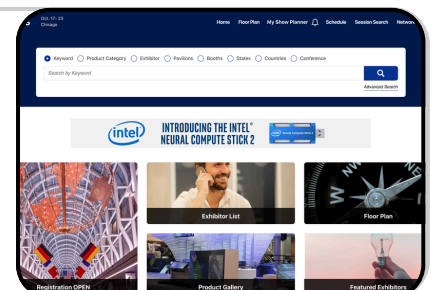 Oct. 17- 23
Chicago
Home Floor Plan My Show Planner Schedule Session Search Network
Keyword Product Category Exhibitor Pavilions Booths States Countries Conference
Search by Keyword
Advanced Search
intel INTRODUCING THE INTEL®
NEURAL COMPUTE STICK 2
Exhibitor List
Floor Plan
Registration OPEN
Product Gallery
Featured Exhibitors